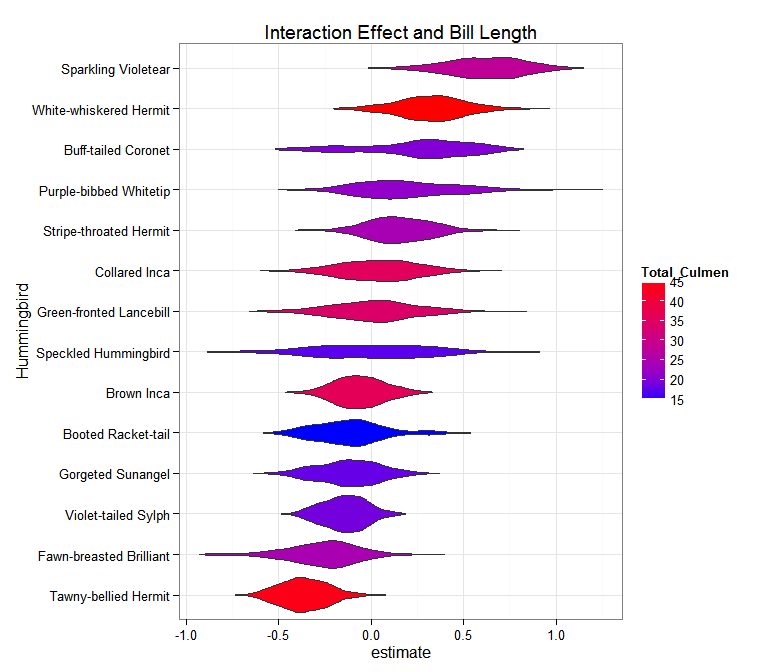 Interaction Effect and Bill Length
Hummingbird
Sparkling Violetear
White-whiskered Hermit
Buff-tailed Coronet
Purple-bibbed Whitetip
Stripe-throated Hermit
Collared Inca
Green-fronted Lancebill
Speckled Hummingbird
Brown Inca
Booted Racket-tail
Gorgeted Sunangel
Violet-tailed Sylph
Fawn-breasted Brilliant
Tawny-bellied Hermit
-1.0 -0.5 0.0 0.5 1.0
estimate
Total_Culmen
45
40
35
30
25
20
15